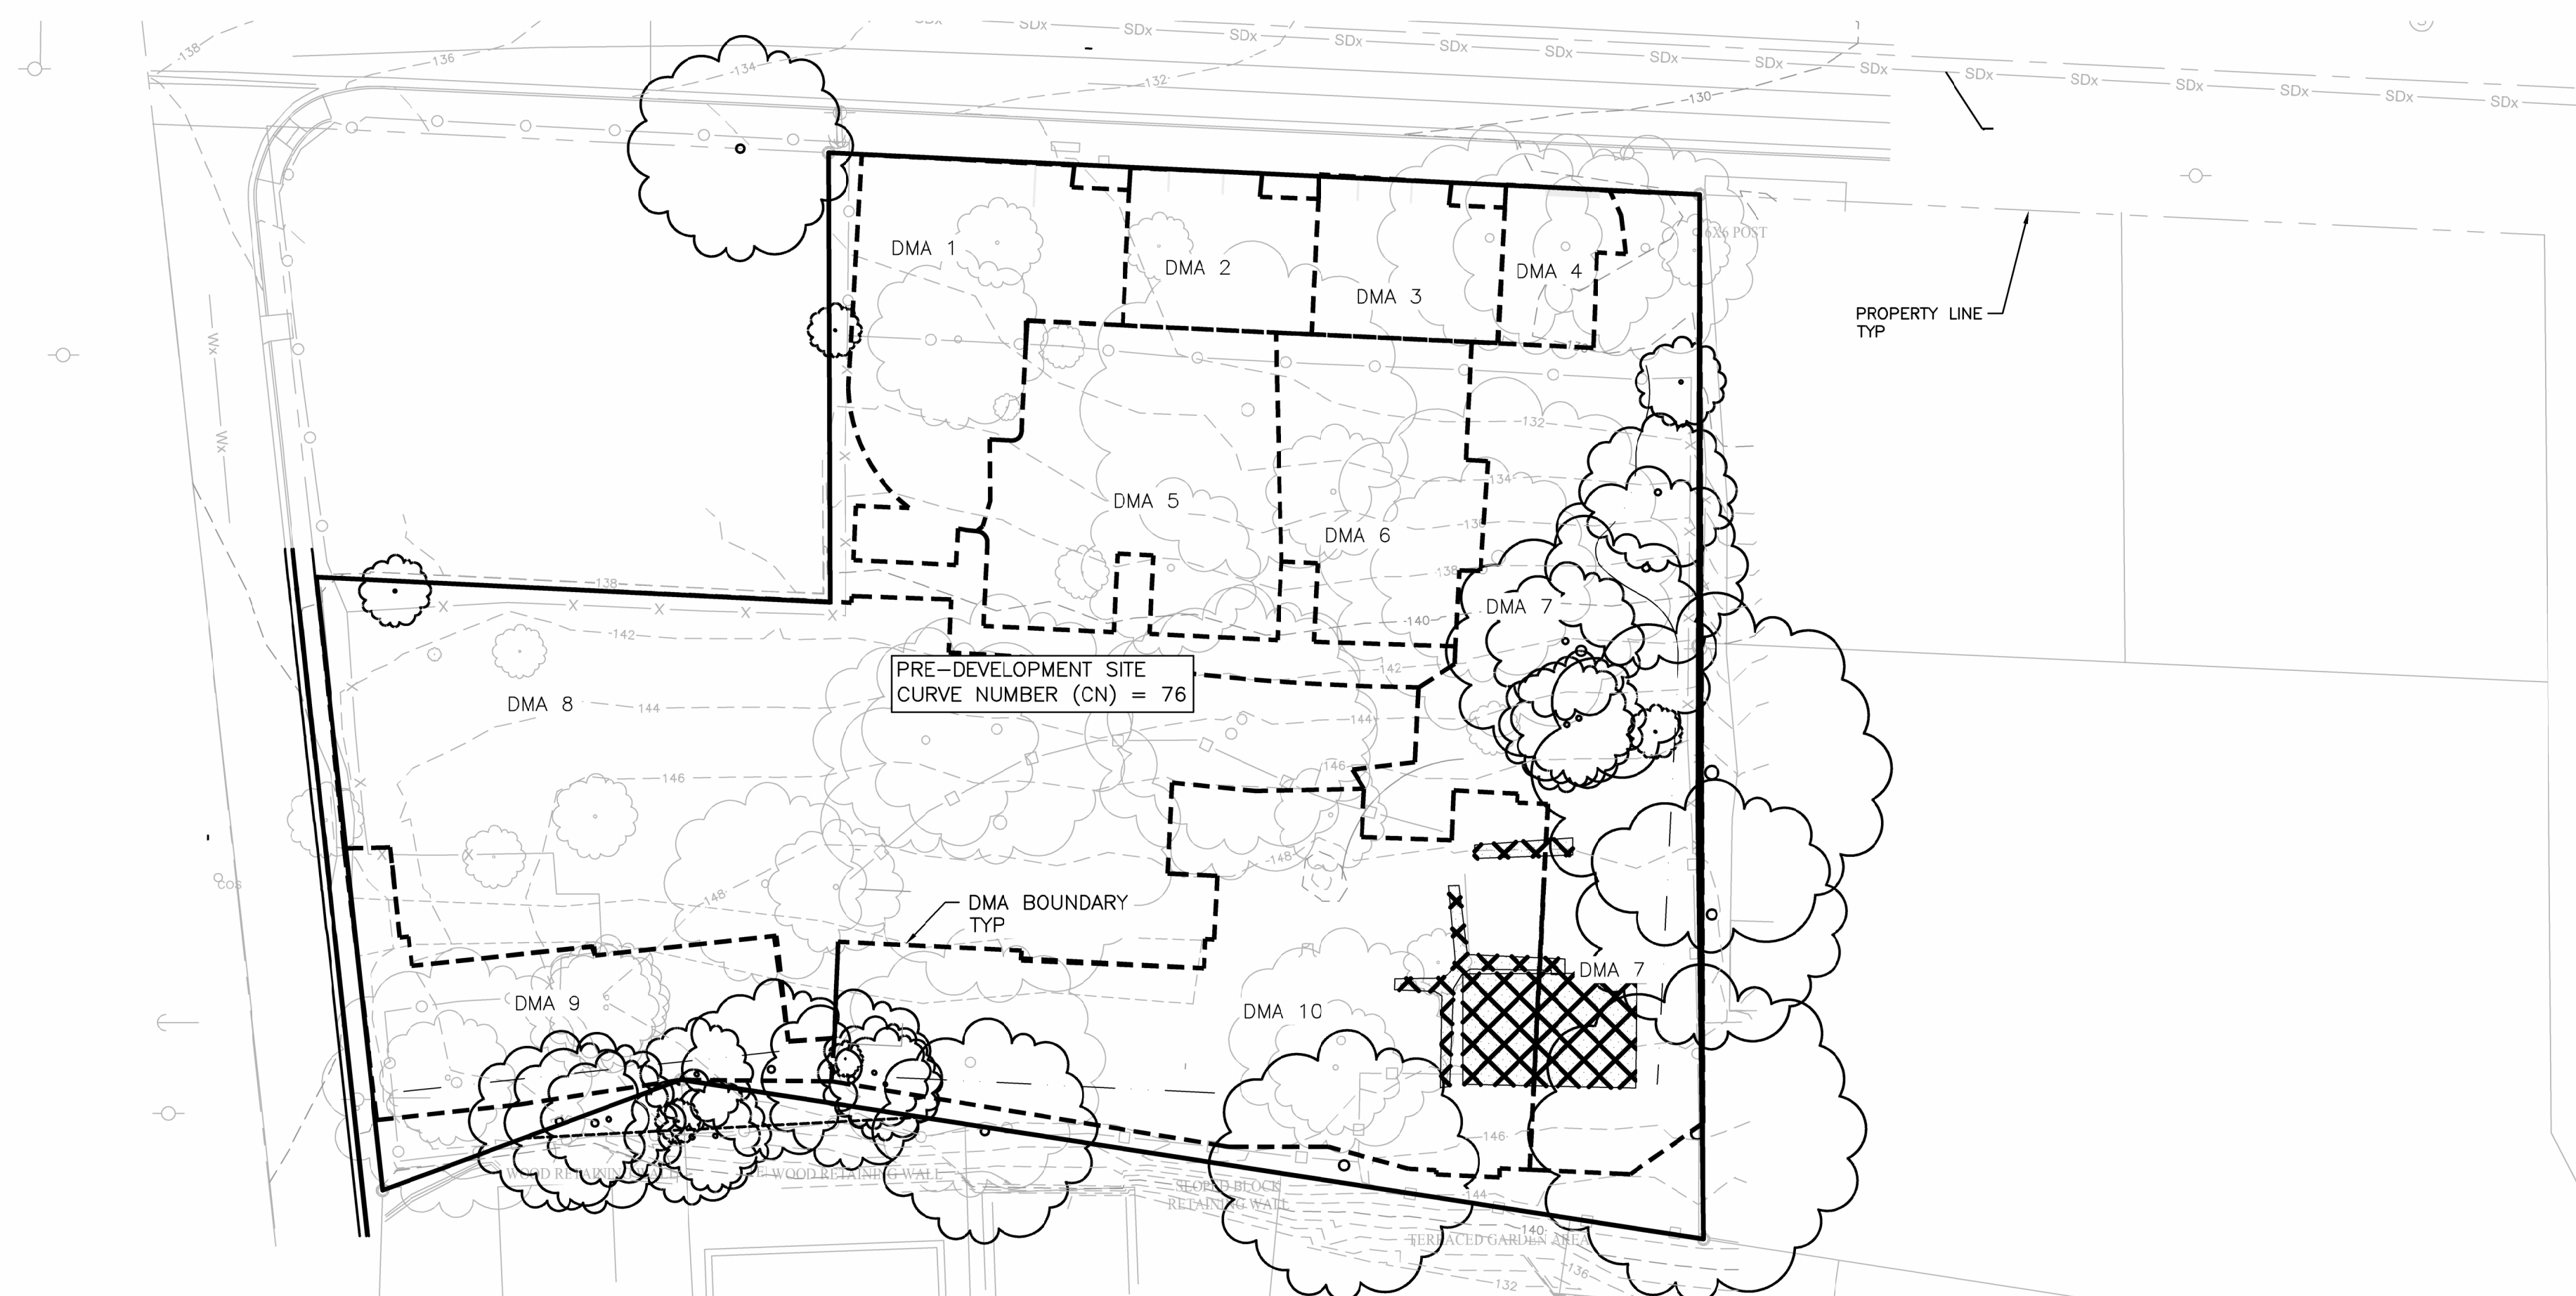 SDx SDx SDx SDx SDx SDx SDx SDx SDx SDx SDx SDx SDx SDx SDx
-138
136
-134
132
-130
6X6 POST
DMA 1
DMA 2
DMA 3
DMA 4
PROPERTY LINE
TYP
Wx
Wx
132
134
DMA 5
DMA 6
138
138
DMA 7
140
142
142
PRE-DEVELOPMENT SITE
CURVE NUMBER (CN) = 76
DMA 8
144
144
146
146
148
148
COS
DMA BOUNDARY
TYP
DMA 7
DMA 9
DMA 10
146
WOOD RETAINING WALL
WOOD RETAINING WALL
SLOPED BLOCK
RETAINING WALL
144
140
TERRACED GARDEN AREA
136
132